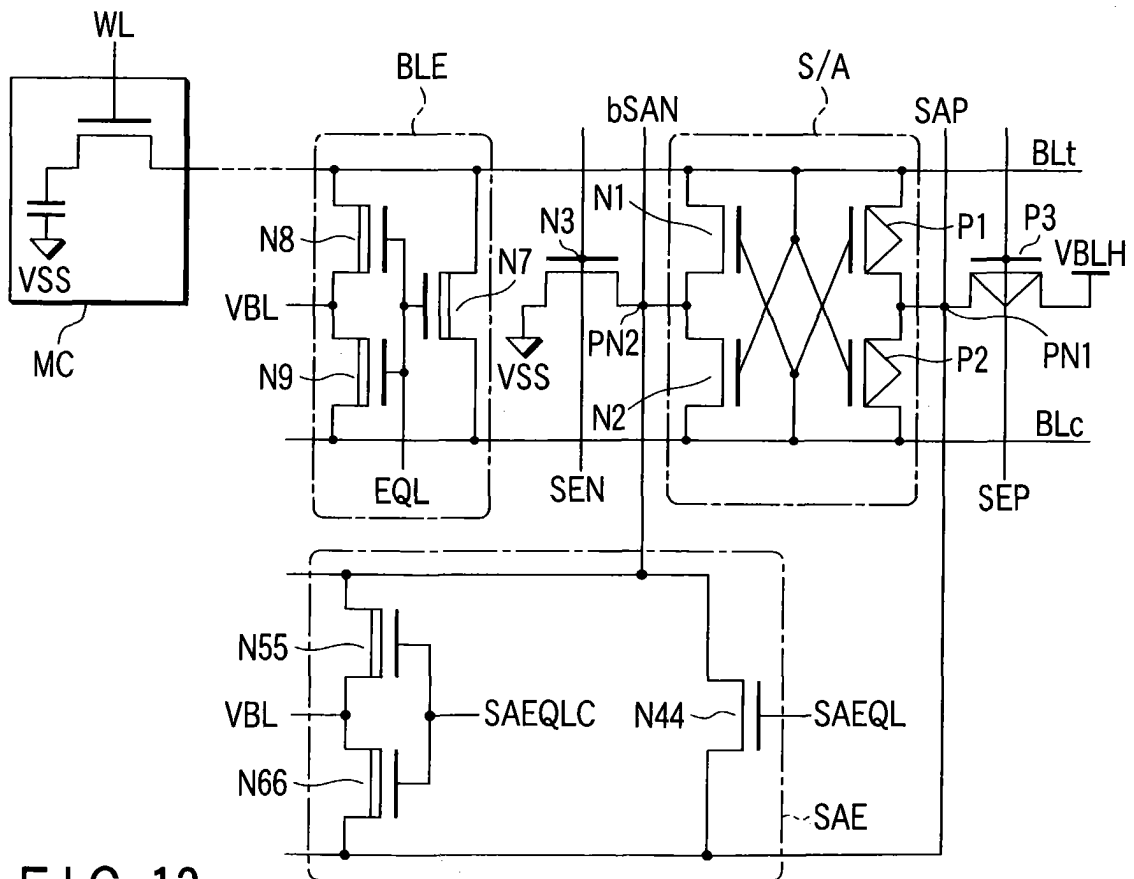 WL
BLE
S/A
bSAN
SAP
BLt
N1
P1
N3
P3
N8
N7
VBLH
VSS
VBL
PN2
MC
N9
VSS
P2
PN1
N2
BLc
EQL
SEN
SEP
N55
VBL
SAEQLC
N44
SAEQL
N66
SAE